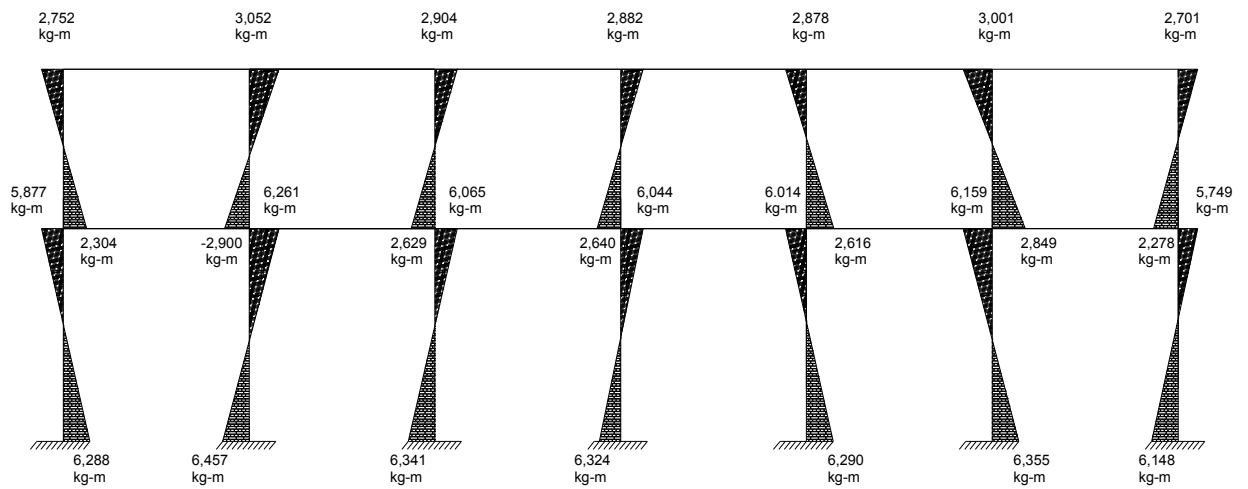 2,752
kg-m
3,052
kg-m
2,904
kg-m
2,882
kg-m
2,878
kg-m
3,001
kg-m
2,701
kg-m
5,877
kg-m
6,261
kg-m
6,065
kg-m
6,044
kg-m
6.014
kg-m
6,159
kg-m
5,749
kg-m
2,304
kg-m
-2,900
kg-m
2,629
kg-m
2,640
kg-m
2,616
kg-m
2,849
kg-m
2,278
kg-m
6,288
kg-m
6,457
kg-m
6,341
kg-m
6,324
kg-m
6,290
kg-m
6,355
kg-m
6,148
kg-m